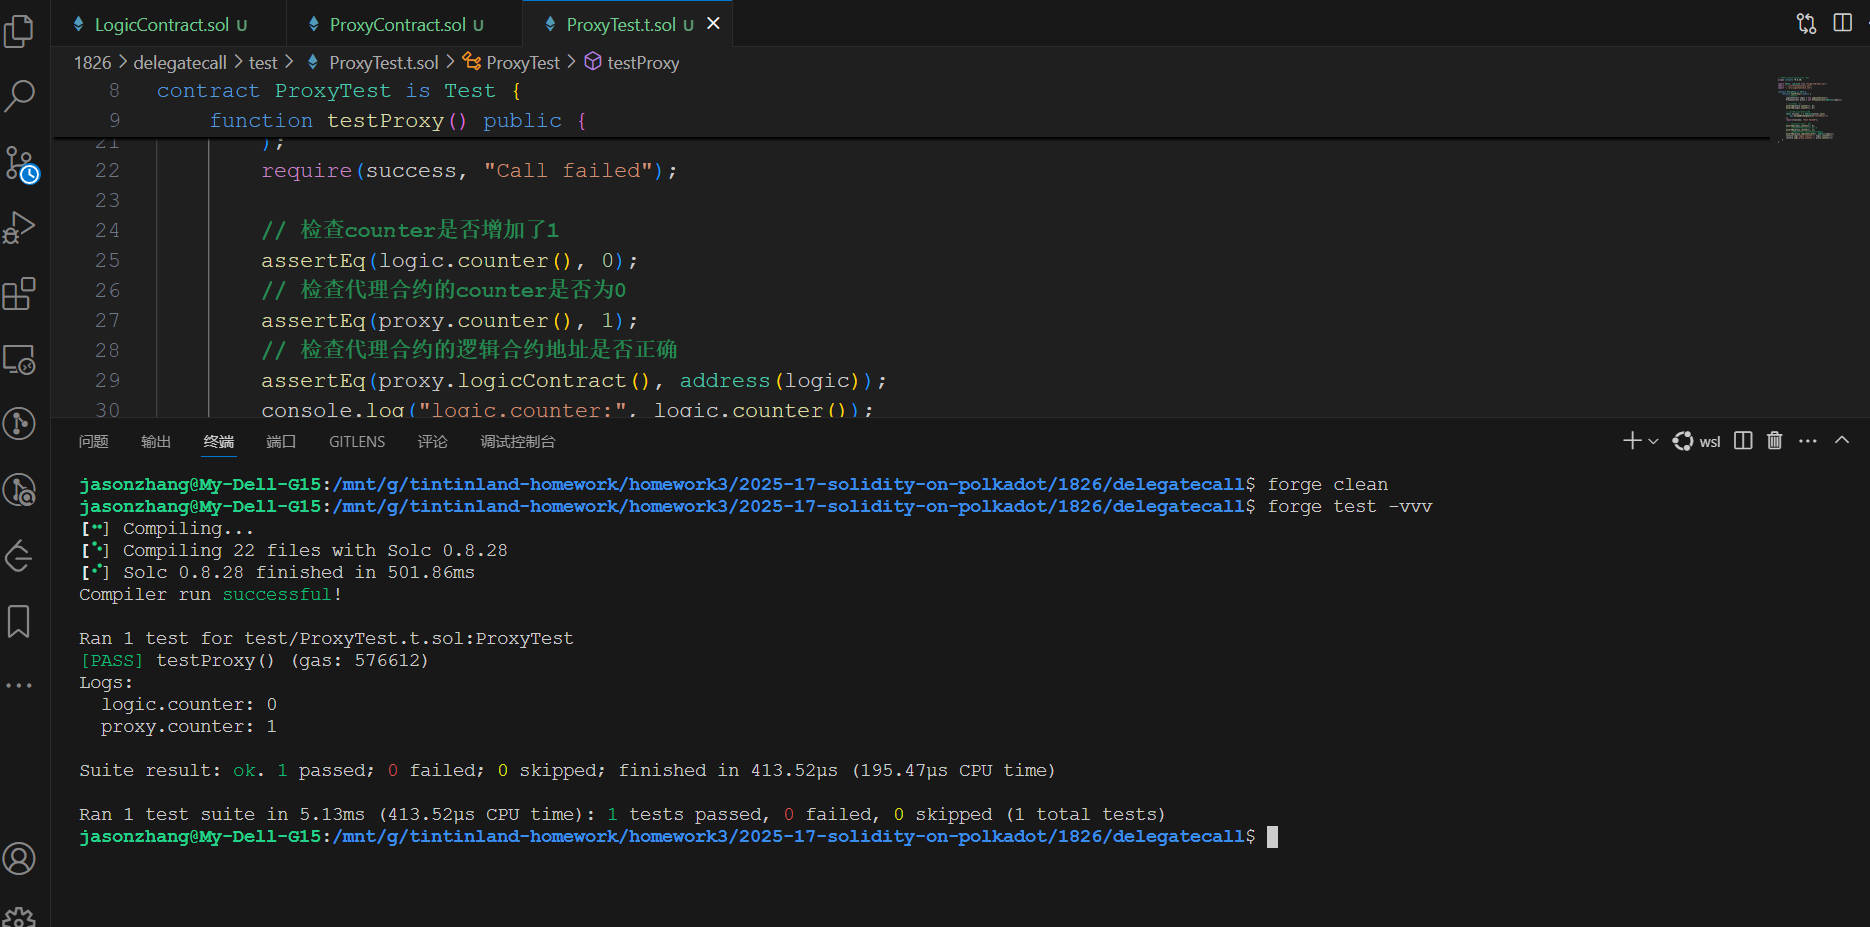 LogicContract.sol U
ProxyContract.sol U
ProxyTest.t.sol U
1826 > delegatecall > test > ProxyTest.t.sol > ProxyTest > testProxy
8 contract ProxyTest is Test {
9 function testProxy() public {
21 );
22 require(success, "Call failed");
23
24 // 检查counter是否增加了1
25 assertEq(logic.counter(), 0);
26 // 检查代理合约的counter是否为0
27 assertEq(proxy.counter(), 1);
28 // 检查代理合约的逻辑合约地址是否正确
29 assertEq(proxy.logicContract(), address(logic));
30 console.log("logic.counter:", logic.counter());
问题 输出 终端 端口 GITLENS 评论 调试控制台
wsl
jasonzhang@My-Dell-G15:/mnt/g/tintinland-homework/homework3/2025-17-solidity-on-polkadot/1826/delegatecall$ forge clean
jasonzhang@My-Dell-G15:/mnt/g/tintinland-homework/homework3/2025-17-solidity-on-polkadot/1826/delegatecall$ forge test -vvv
[⠒] Compiling...
[⠑] Compiling 22 files with Solc 0.8.28
[⠊] Solc 0.8.28 finished in 501.86ms
Compiler run successful!
Ran 1 test for test/ProxyTest.t.sol:ProxyTest
[PASS] testProxy() (gas: 576612)
Logs:
logic.counter: 0
proxy.counter: 1
Suite result: ok. 1 passed; 0 failed; 0 skipped; finished in 413.52µs (195.47µs CPU time)
Ran 1 test suite in 5.13ms (413.52µs CPU time): 1 tests passed, 0 failed, 0 skipped (1 total tests)
jasonzhang@My-Dell-G15:/mnt/g/tintinland-homework/homework3/2025-17-solidity-on-polkadot/1826/delegatecall$